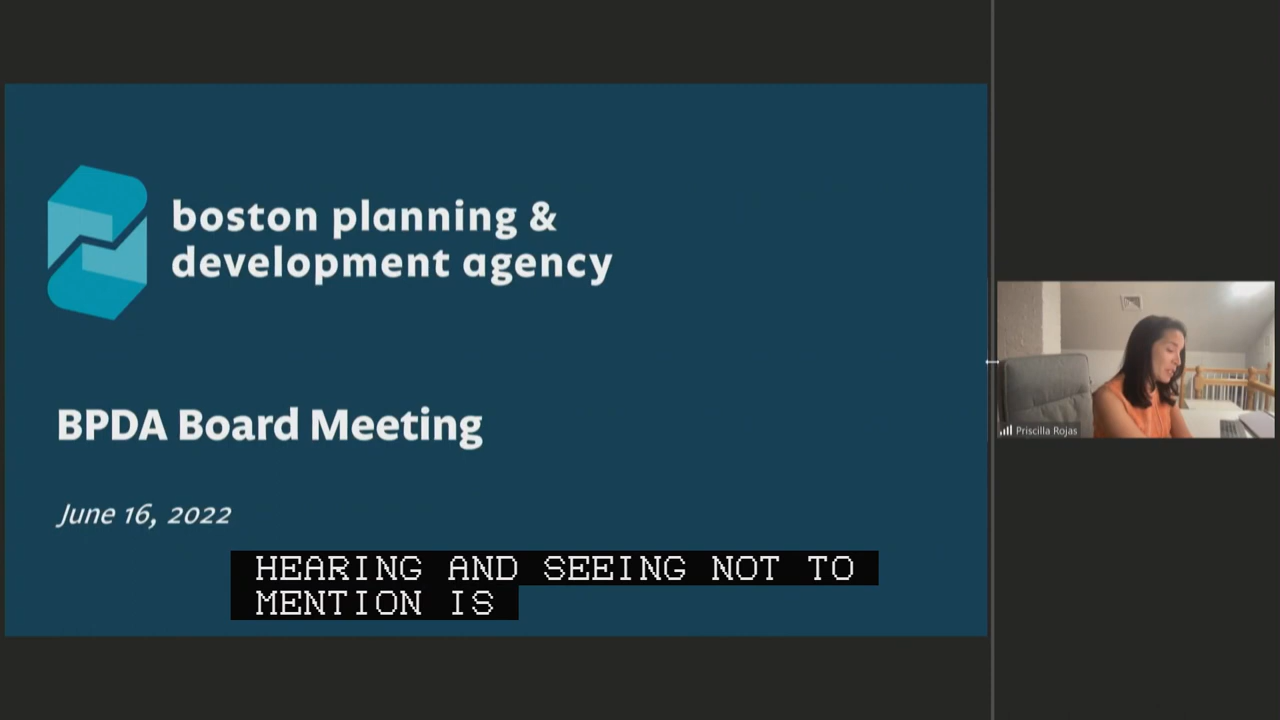 boston planning &
development agency
BPDA Board Meeting
June 16, 2022
HEARING AND SEEING NOT TO
MENTION IS
Priscilla Rojas